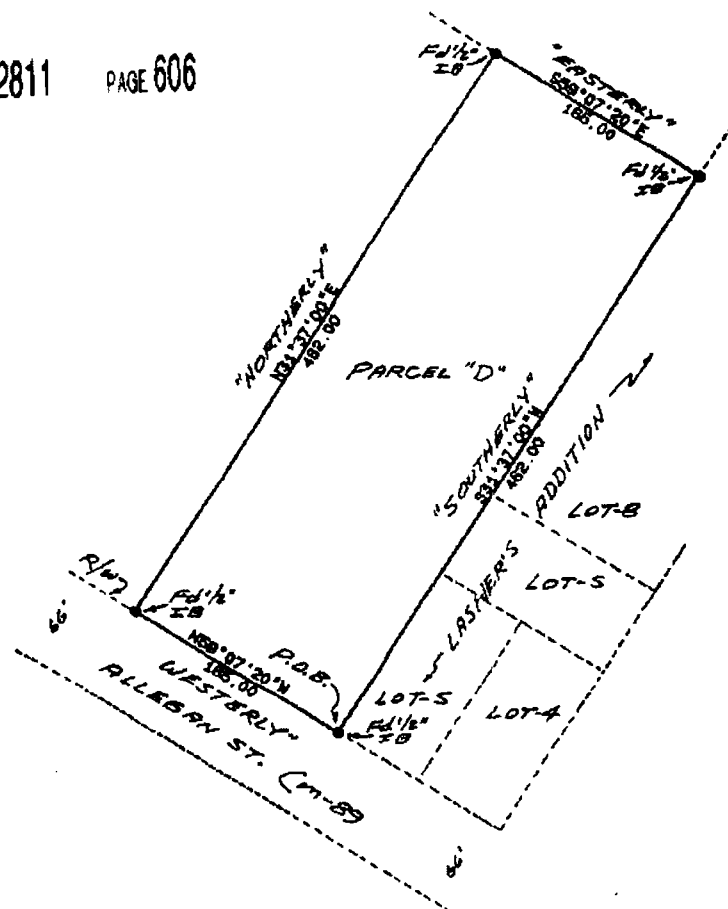 2811 PAGE 606
Fd 1/2"
IB
"EASTERLY"
S58°07'20"E
165.00
Fd 1/2"
IB
"NORTHERLY"
N31°37'00"E
462.00
PARCEL "D"
"SOUTHERLY"
S31°37'00"W
462.00
ADDITION
LOT-8
LOT-5
LASHER'S
R/W
66'
Fd 1/2"
IB
N58°07'20"W
165.00
WESTERLY"
P.O.B.
LOT-5
LOT-4
Fd 1/2"
IB
ALLEGAN ST. (M-89
66'